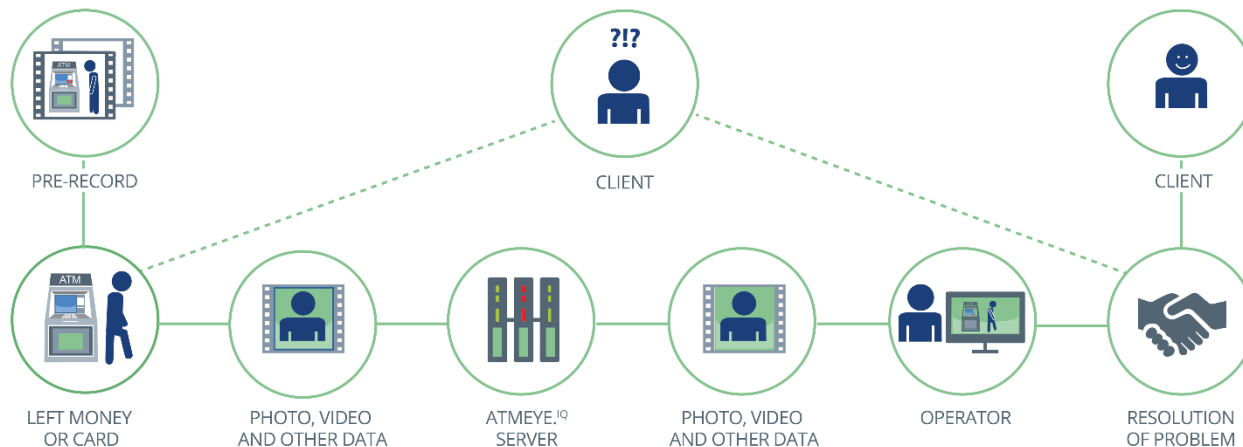 ATM
?!?
PRE-RECORD
CLIENT
CLIENT
ATM
LEFT MONEY
OR CARD
PHOTO, VIDEO
AND OTHER DATA
ATMEYE.IQ
SERVER
PHOTO, VIDEO
AND OTHER DATA
OPERATOR
RESOLUTION
OF PROBLEM